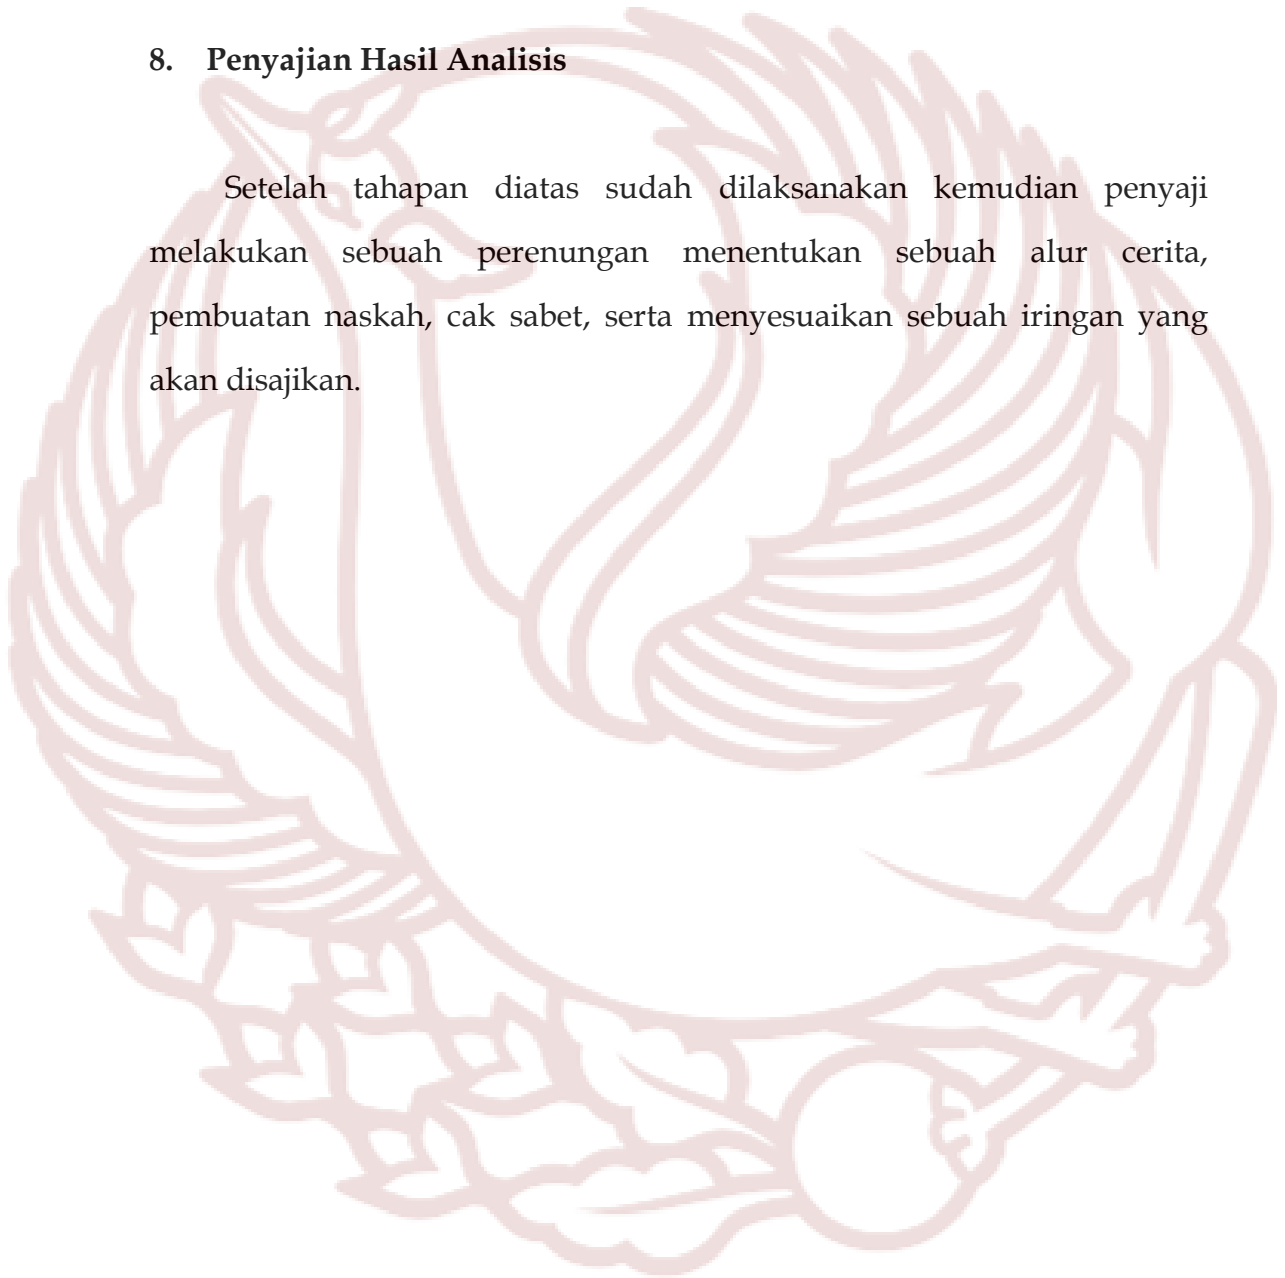 8. Penyajian Hasil Analisis
Setelah tahapan diatas sudah dilaksanakan kemudian penyaji
melakukan sebuah perenungan menentukan sebuah alur cerita,
pembuatan naskah, cak sabet, serta menyesuaikan sebuah iringan yang
akan disajikan.